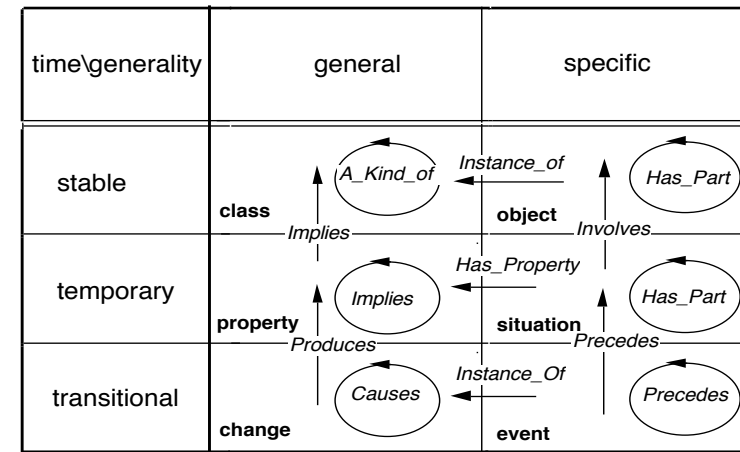 time\generality general specific
stable A_Kind_of Instance_of Has_Part
class object
Implies Involves
temporary Implies Has_Property Has_Part
property situation
Produces Precedes
transitional Causes Instance_Of Precedes
change event